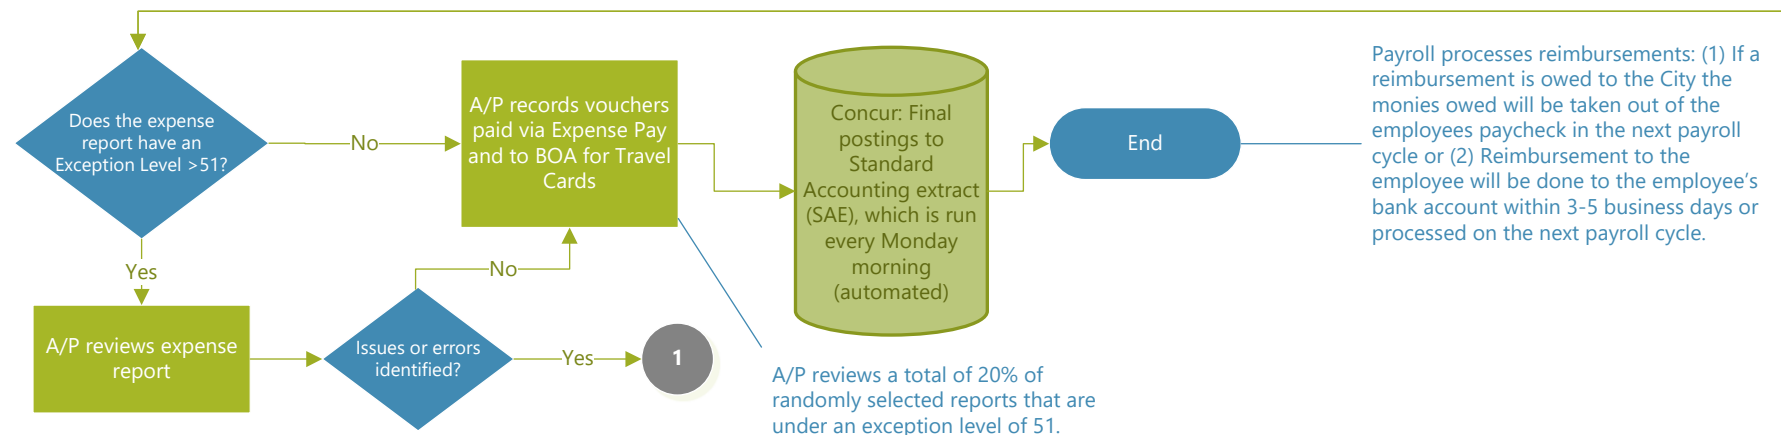 Does the expense
report have an
Exception Level >51?
No
A/P records vouchers
paid via Expense Pay
and to BOA for Travel
Cards
Concur: Final
postings to
Standard
Accounting extract
(SAE), which is run
every Monday
morning
(automated)
End
Payroll processes reimbursements: (1) If a
reimbursement is owed to the City the
monies owed will be taken out of the
employees paycheck in the next payroll
cycle or (2) Reimbursement to the
employee will be done to the employee’s
bank account within 3-5 business days or
processed on the next payroll cycle.
Yes
No
A/P reviews expense
report
Issues or errors
identified?
Yes
1
A/P reviews a total of 20% of
randomly selected reports that are
under an exception level of 51.